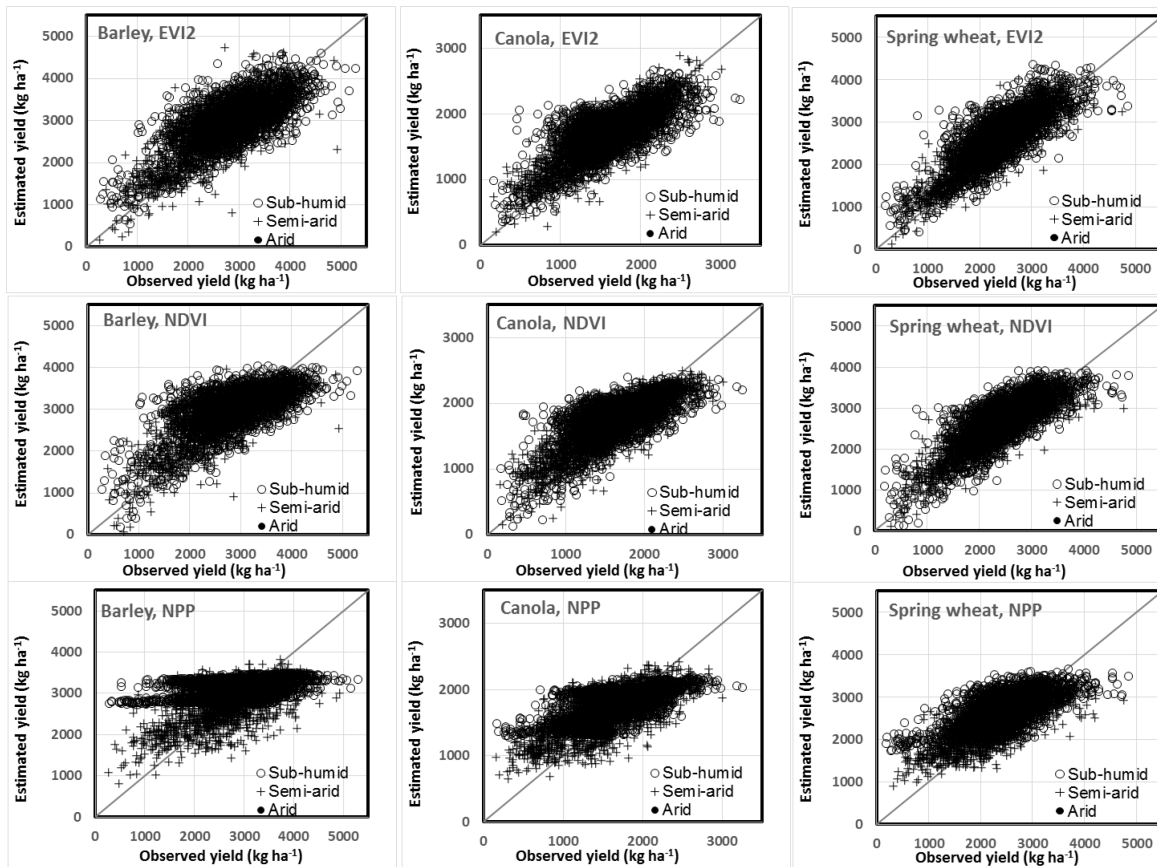 Barley, EVI2
Estimated yield (kg ha⁻¹)
5000
4000
3000
2000
1000
0
○ Sub-humid
+ Semi-arid
● Arid
0 1000 2000 3000 4000 5000
Observed yield (kg ha⁻¹)
Canola, EVI2
Estimated yield (kg ha⁻¹)
3000
2000
1000
0
○ Sub-humid
+ Semi-arid
● Arid
0 1000 2000 3000
Observed yield (kg ha⁻¹)
Spring wheat, EVI2
Estimated yield (kg ha⁻¹)
5000
4000
3000
2000
1000
0
○ Sub-humid
+ Semi-arid
● Arid
0 1000 2000 3000 4000 5000
Observed yield (kg ha⁻¹)
Barley, NDVI
Estimated yield (kg ha⁻¹)
5000
4000
3000
2000
1000
0
○ Sub-humid
+ Semi-arid
● Arid
0 1000 2000 3000 4000 5000
Observed yield (kg ha⁻¹)
Canola, NDVI
Estimated yield (kg ha⁻¹)
3000
2000
1000
0
○ Sub-humid
+ Semi-arid
● Arid
0 1000 2000 3000
Observed yield (kg ha⁻¹)
Spring wheat, NDVI
Estimated yield (kg ha⁻¹)
5000
4000
3000
2000
1000
0
○ Sub-humid
+ Semi-arid
● Arid
0 1000 2000 3000 4000 5000
Observed yield (kg ha⁻¹)
Barley, NPP
Estimated yield (kg ha⁻¹)
5000
4000
3000
2000
1000
0
○ Sub-humid
+ Semi-arid
● Arid
0 1000 2000 3000 4000 5000
Observed yield (kg ha⁻¹)
Canola, NPP
Estimated yield (kg ha⁻¹)
3000
2000
1000
0
○ Sub-humid
+ Semi-arid
● Arid
0 1000 2000 3000
Observed yield (kg ha⁻¹)
Spring wheat, NPP
Estimated yield (kg ha⁻¹)
5000
4000
3000
2000
1000
0
○ Sub-humid
+ Semi-arid
● Arid
0 1000 2000 3000 4000 5000
Observed yield (kg ha⁻¹)